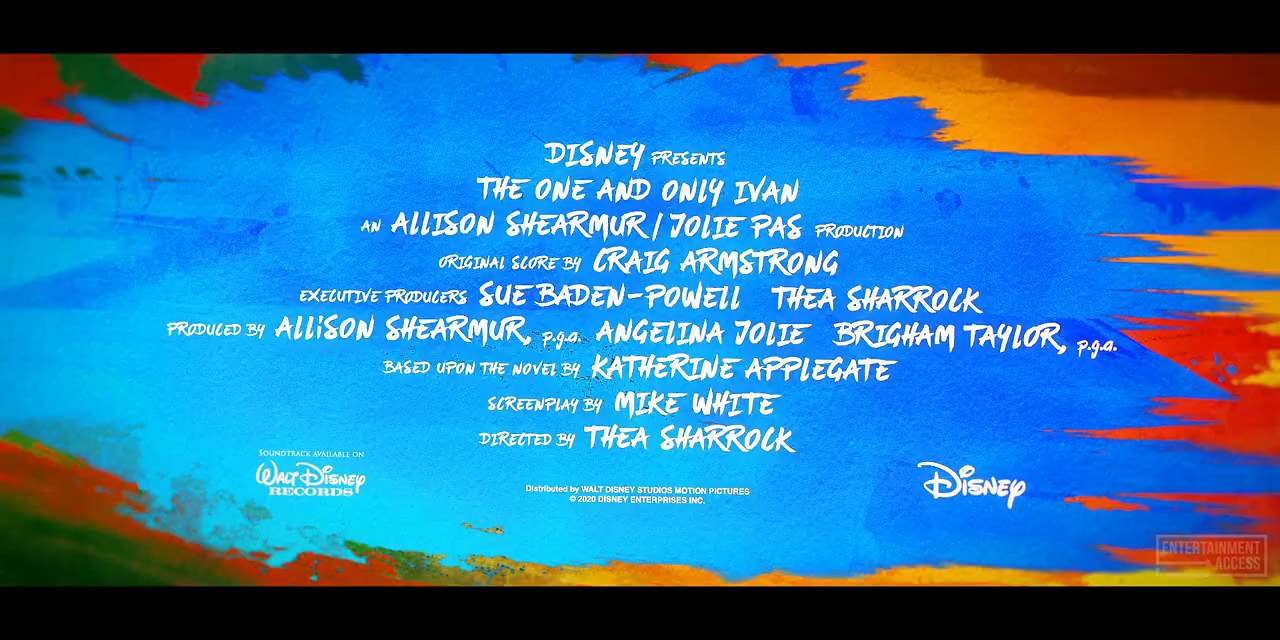 DISNEY PRESENTS
THE ONE AND ONLY IVAN
AN ALLISON SHEARMUR / JOLIE PAS PRODUCTION
ORIGINAL SCORE BY CRAIG ARMSTRONG
EXECUTIVE PRODUCERS SUE BADEN-POWELL THEA SHARROCK
PRODUCED BY ALLISON SHEARMUR, p.g.a. ANGELINA JOLIE BRIGHAM TAYLOR, p.g.a.
BASED UPON THE NOVEL BY KATHERINE APPLEGATE
SCREENPLAY BY MIKE WHITE
DIRECTED BY THEA SHARROCK
SOUNDTRACK AVAILABLE ON
WALT DISNEY
RECORDS
Distributed by WALT DISNEY STUDIOS MOTION PICTURES
© 2020 DISNEY ENTERPRISES INC.
DISNEY
ENTERTAINMENT
ACCESS